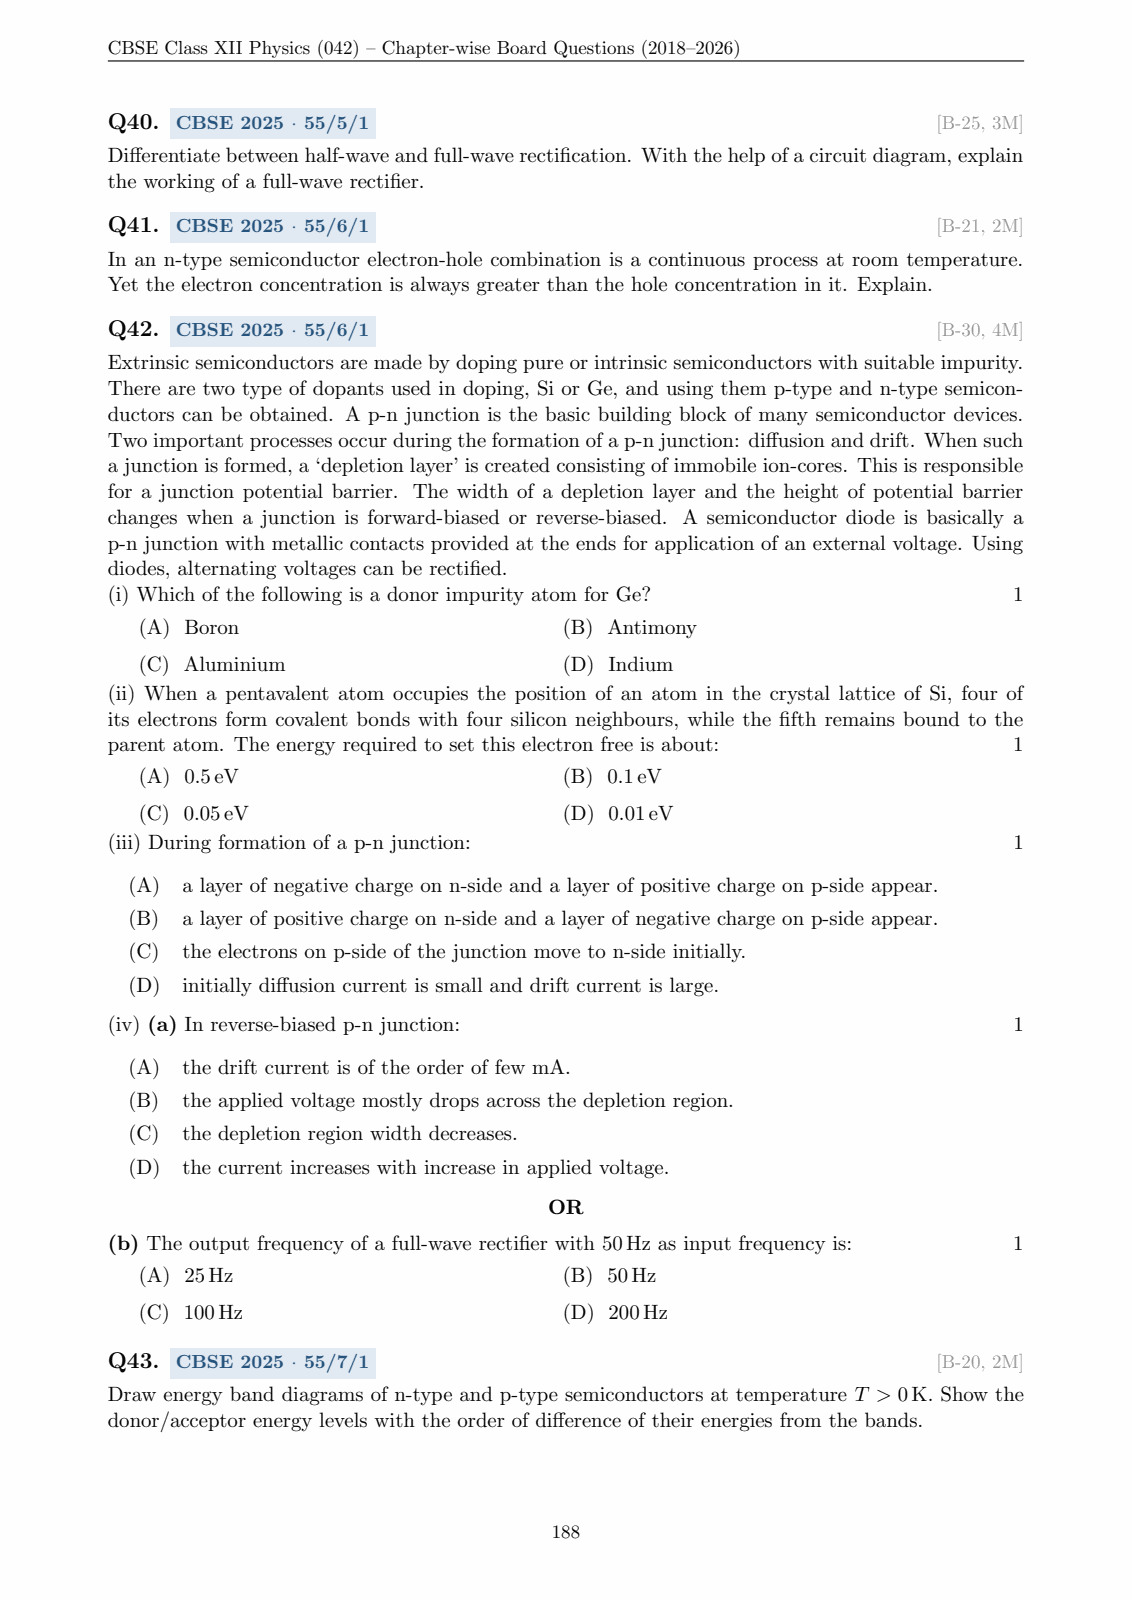 CBSE Class XII Physics (042) – Chapter-wise Board Questions (2018–2026)
Q40. CBSE 2025 · 55/5/1 [B-25, 3M]
Differentiate between half-wave and full-wave rectification. With the help of a circuit diagram, explain
the working of a full-wave rectifier.
Q41. CBSE 2025 · 55/6/1 [B-21, 2M]
In an n-type semiconductor electron-hole combination is a continuous process at room temperature.
Yet the electron concentration is always greater than the hole concentration in it. Explain.
Q42. CBSE 2025 · 55/6/1 [B-30, 4M]
Extrinsic semiconductors are made by doping pure or intrinsic semiconductors with suitable impurity.
There are two type of dopants used in doping, Si or Ge, and using them p-type and n-type semicon-
ductors can be obtained. A p-n junction is the basic building block of many semiconductor devices.
Two important processes occur during the formation of a p-n junction: diffusion and drift. When such
a junction is formed, a ‘depletion layer’ is created consisting of immobile ion-cores. This is responsible
for a junction potential barrier. The width of a depletion layer and the height of potential barrier
changes when a junction is forward-biased or reverse-biased. A semiconductor diode is basically a
p-n junction with metallic contacts provided at the ends for application of an external voltage. Using
diodes, alternating voltages can be rectified.
(i) Which of the following is a donor impurity atom for Ge? 1
(A) Boron (B) Antimony
(C) Aluminium (D) Indium
(ii) When a pentavalent atom occupies the position of an atom in the crystal lattice of Si, four of
its electrons form covalent bonds with four silicon neighbours, while the fifth remains bound to the
parent atom. The energy required to set this electron free is about: 1
(A) 0.5 eV (B) 0.1 eV
(C) 0.05 eV (D) 0.01 eV
(iii) During formation of a p-n junction: 1
(A) a layer of negative charge on n-side and a layer of positive charge on p-side appear.
(B) a layer of positive charge on n-side and a layer of negative charge on p-side appear.
(C) the electrons on p-side of the junction move to n-side initially.
(D) initially diffusion current is small and drift current is large.
(iv) (a) In reverse-biased p-n junction: 1
(A) the drift current is of the order of few mA.
(B) the applied voltage mostly drops across the depletion region.
(C) the depletion region width decreases.
(D) the current increases with increase in applied voltage.
OR
(b) The output frequency of a full-wave rectifier with 50 Hz as input frequency is: 1
(A) 25 Hz (B) 50 Hz
(C) 100 Hz (D) 200 Hz
Q43. CBSE 2025 · 55/7/1 [B-20, 2M]
Draw energy band diagrams of n-type and p-type semiconductors at temperature T > 0 K. Show the
donor/acceptor energy levels with the order of difference of their energies from the bands.
188